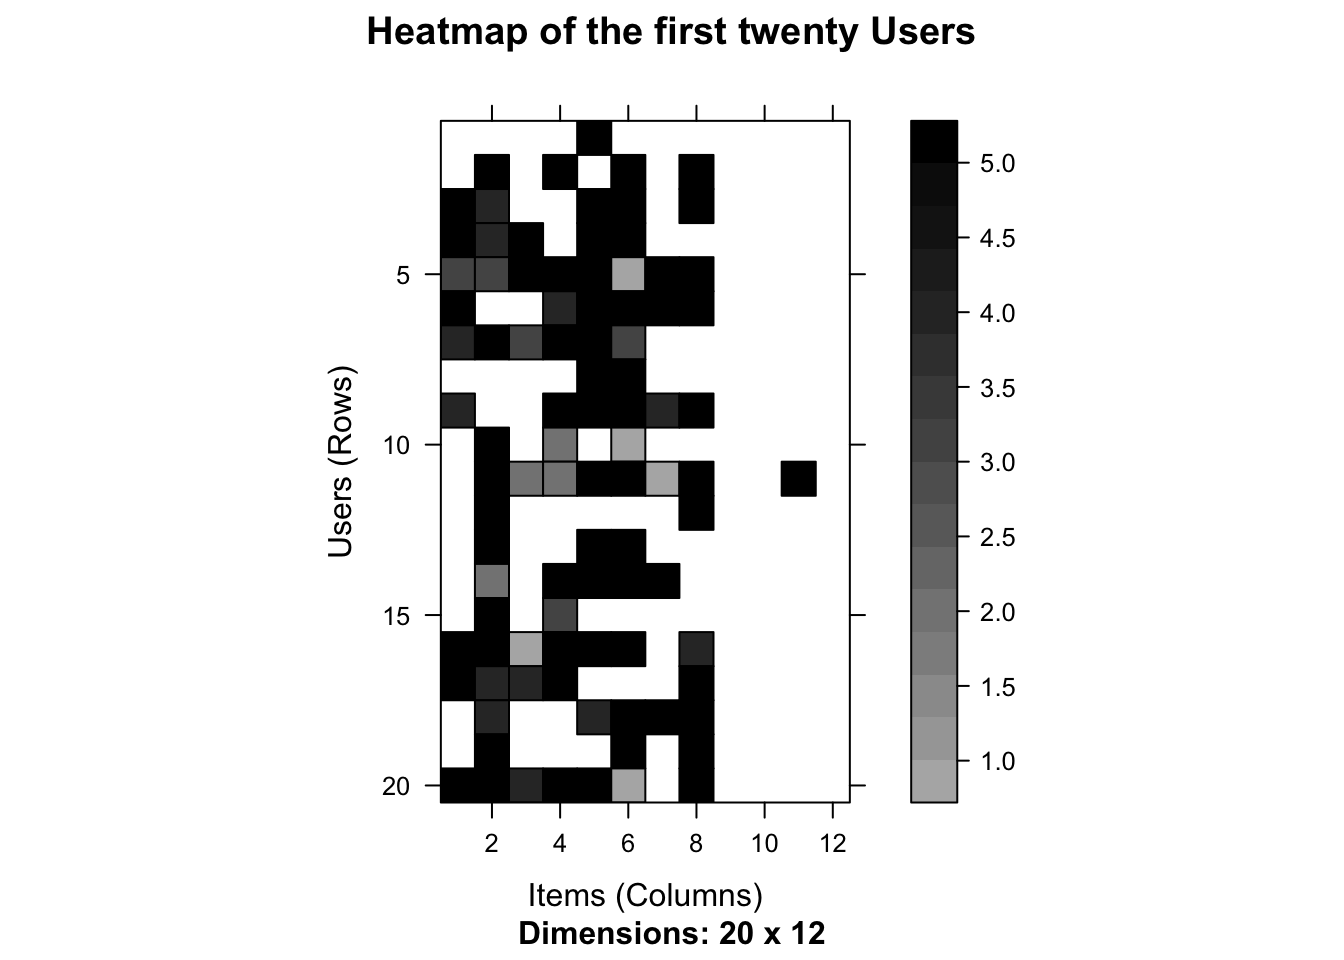 Heatmap of the first twenty Users
5.0
4.5
5
4.0
3.5
Users (Rows)
10
3.0
2.5
15
2.0
1.5
1.0
20
2 4 6 8 10 12
Items (Columns)
Dimensions: 20 x 12